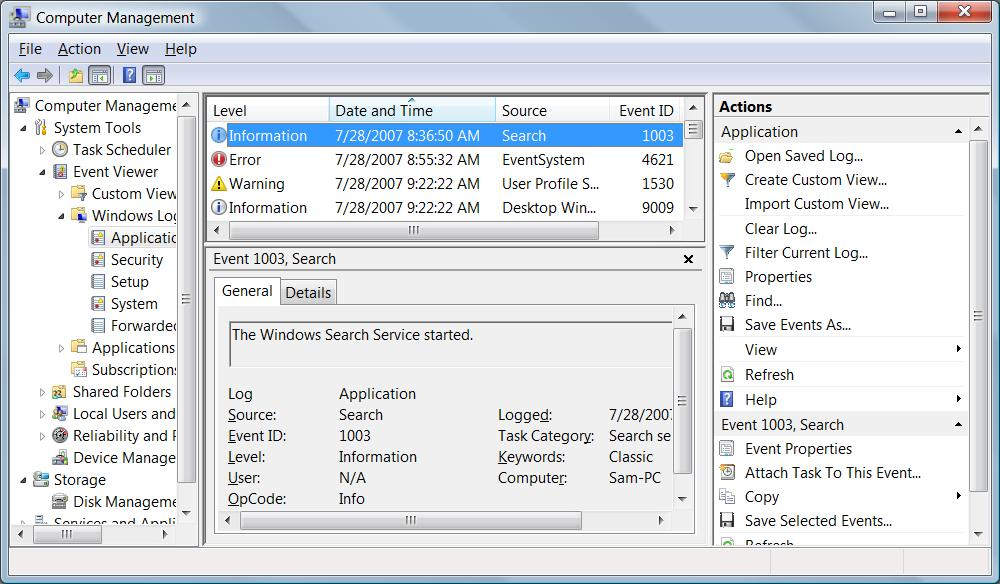 Computer Management
File Action View Help
Computer Manageme
System Tools
Task Scheduler
Event Viewer
Custom View
Windows Log
Applicatio
Security
Setup
System
Forwarded
Applications
Subscriptions
Shared Folders
Local Users and
Reliability and P
Device Manage
Storage
Disk Manageme
Services and Appli
Level Date and Time Source Event ID
Information 7/28/2007 8:36:50 AM Search 1003
Error 7/28/2007 8:55:32 AM EventSystem 4621
Warning 7/28/2007 9:22:22 AM User Profile S... 1530
Information 7/28/2007 9:22:22 AM Desktop Win... 9009
Event 1003, Search
General Details
The Windows Search Service started.
Log Application
Source: Search Logged: 7/28/2007
Event ID: 1003 Task Category: Search se
Level: Information Keywords: Classic
User: N/A Computer: Sam-PC
OpCode: Info
Actions
Application
Open Saved Log...
Create Custom View...
Import Custom View...
Clear Log...
Filter Current Log...
Properties
Find...
Save Events As...
View
Refresh
Help
Event 1003, Search
Event Properties
Attach Task To This Event...
Copy
Save Selected Events...
Refresh